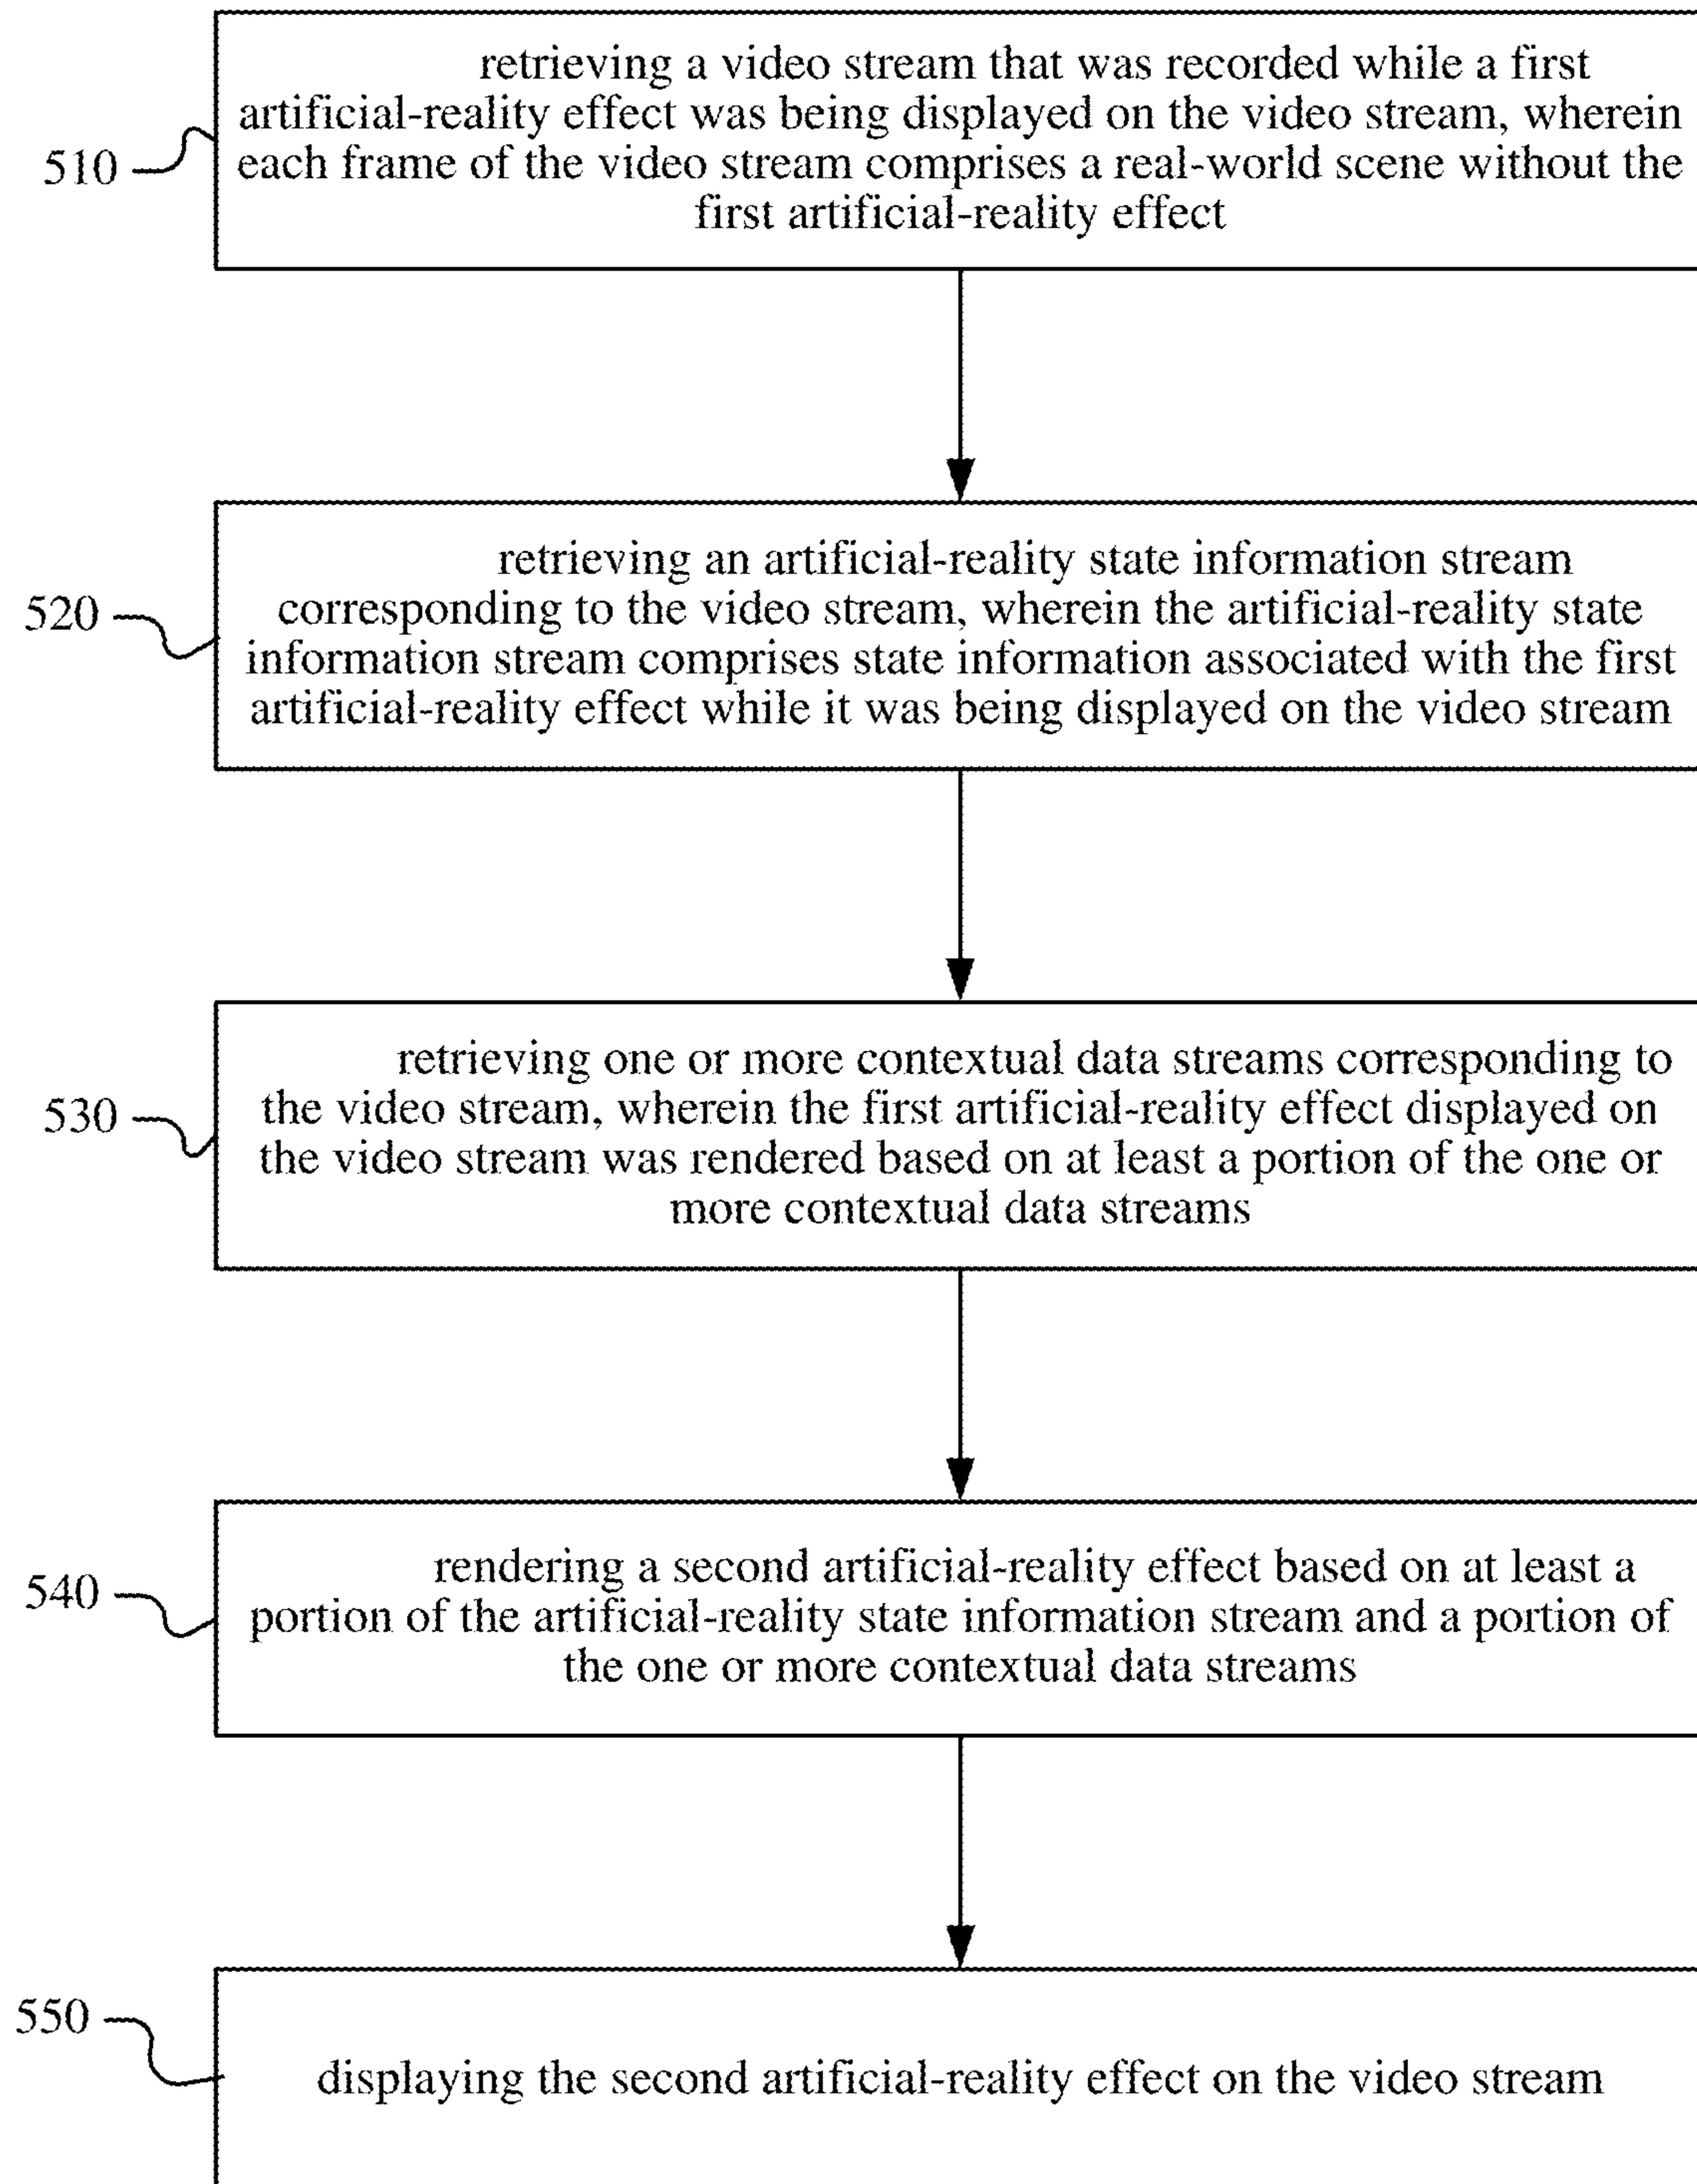 retrieving a video stream that was recorded while a first
artificial-reality effect was being displayed on the video stream, wherein
each frame of the video stream comprises a real-world scene without the
first artificial-reality effect
510
retrieving an artificial-reality state information stream
corresponding to the video stream, wherein the artificial-reality state
information stream comprises state information associated with the first
artificial-reality effect while it was being displayed on the video stream
520
retrieving one or more contextual data streams corresponding to
the video stream, wherein the first artificial-reality effect displayed on
the video stream was rendered based on at least a portion of the one or
more contextual data streams
530
rendering a second artificial-reality effect based on at least a
portion of the artificial-reality state information stream and a portion of
the one or more contextual data streams
540
displaying the second artificial-reality effect on the video stream
550